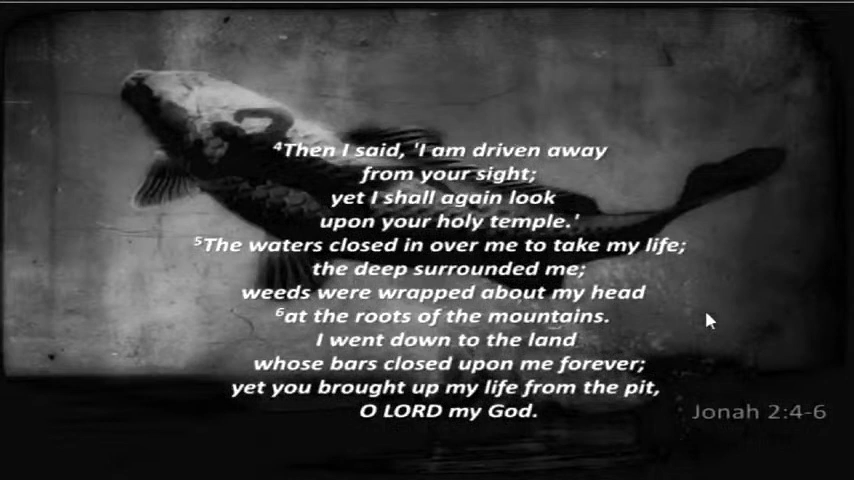 ⁴Then I said, 'I am driven away
from your sight;
yet I shall again look
upon your holy temple.'
⁵The waters closed in over me to take my life;
the deep surrounded me;
weeds were wrapped about my head
⁶at the roots of the mountains.
I went down to the land
whose bars closed upon me forever;
yet you brought up my life from the pit,
O LORD my God.
Jonah 2:4-6